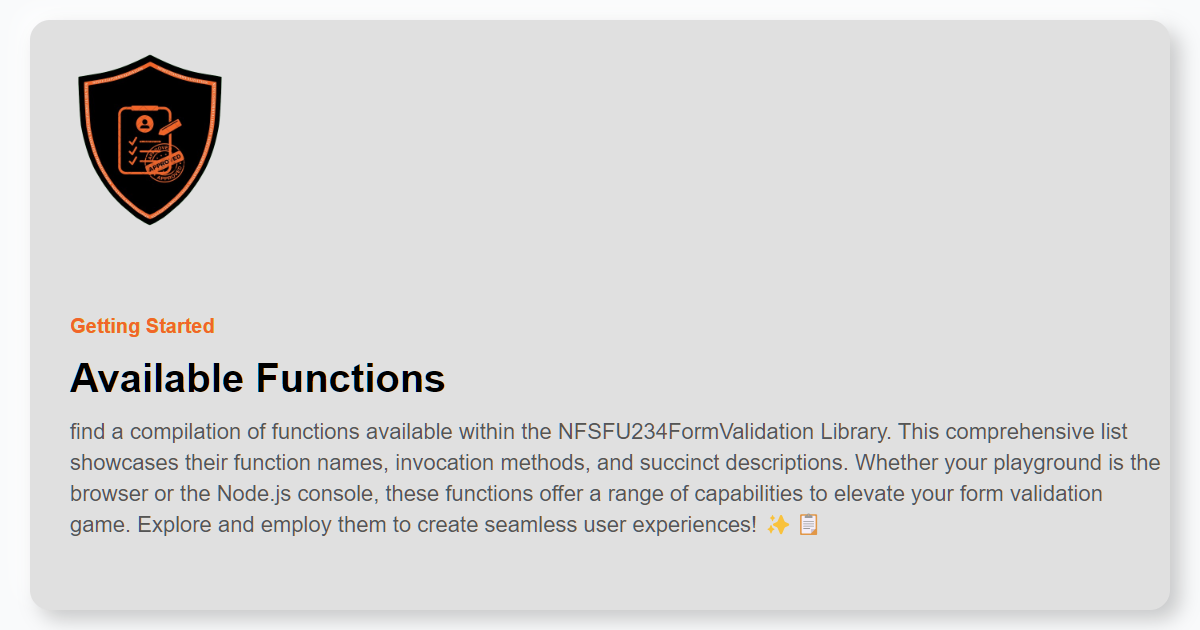 APPROVED
APPROVED
Getting Started
Available Functions
find a compilation of functions available within the NFSFU234FormValidation Library. This comprehensive list
showcases their function names, invocation methods, and succinct descriptions. Whether your playground is the
browser or the Node.js console, these functions offer a range of capabilities to elevate your form validation
game. Explore and employ them to create seamless user experiences! ✨ 📋